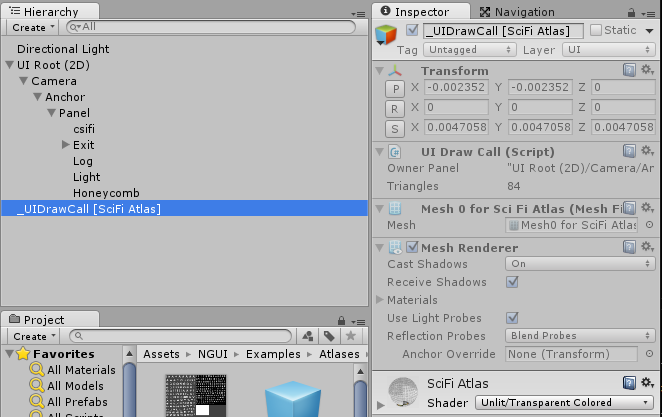 Hierarchy
Create
All
Directional Light
UI Root (2D)
Camera
Anchor
Panel
csifi
Exit
Log
Light
Honeycomb
_UIDrawCall [SciFi Atlas]
Project
Create
Favorites
All Materials
All Models
All Prefabs
Assets NGUI Examples Atlases
Inspector Navigation
_UIDrawCall [SciFi Atlas] Static
Tag Untagged Layer UI
Transform
P X -0.002352 Y -0.002352 Z 0
R X 0 Y 0 Z 0
S X 0.0047058 Y 0.0047058 Z 0.0047058
UI Draw Call (Script)
Owner Panel "UI Root (2D)/Camera/An
Triangles 84
Mesh 0 for Sci Fi Atlas (Mesh Fi
Mesh Mesh0 for SciFi Atlas
Mesh Renderer
Cast Shadows On
Receive Shadows
Materials
Use Light Probes
Reflection Probes Blend Probes
Anchor Override None (Transform)
SciFi Atlas
Shader Unlit/Transparent Colored